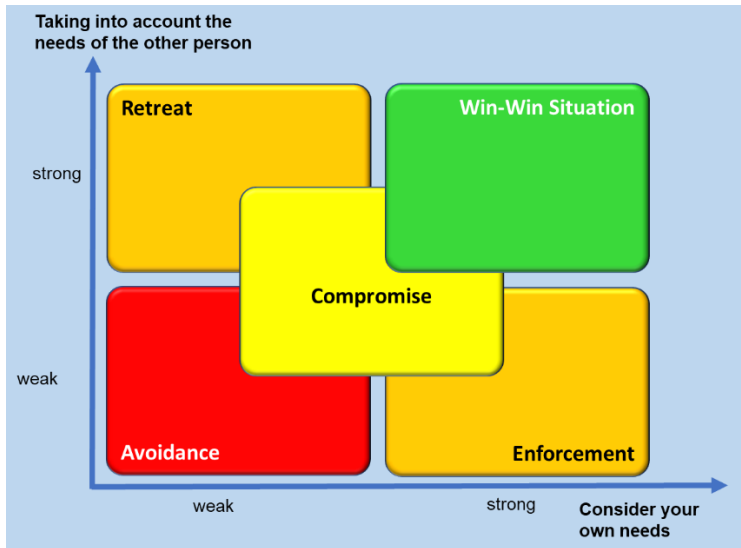 Taking into account the
needs of the other person
Retreat
Win-Win Situation
strong
Compromise
weak
Avoidance
Enforcement
weak
strong
Consider your
own needs